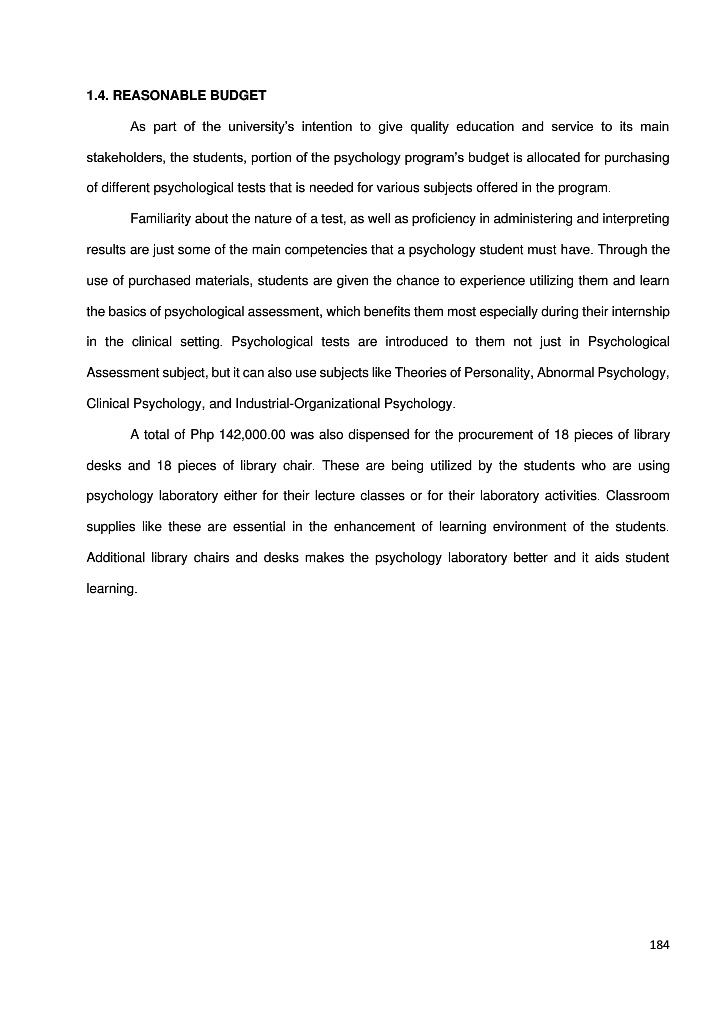 1.4. REASONABLE BUDGET
As part of the university's intention to give quality education and service to its main
stakeholders, the students, portion of the psychology program's budget is allocated for purchasing
of different psychological tests that is needed for various subjects offered in the program.
Familiarity about the nature of a test, as well as proficiency in administering and interpreting
results are just some of the main competencies that a psychology student must have. Through the
use of purchased materials, students are given the chance to experience utilizing them and learn
the basics of psychological assessment, which benefits them most especially during their internship
in the clinical setting. Psychological tests are introduced to them not just in Psychological
Assessment subject, but it can also use subjects like Theories of Personality, Abnormal Psychology,
Clinical Psychology, and Industrial-Organizational Psychology.
A total of Php 142,000.00 was also dispensed for the procurement of 18 pieces of library
desks and 18 pieces of library chair. These are being utilized by the students who are using
psychology laboratory either for their lecture classes or for their laboratory activities. Classroom
supplies like these are essential in the enhancement of learning environment of the students.
Additional library chairs and desks makes the psychology laboratory better and it aids student
learning.
184